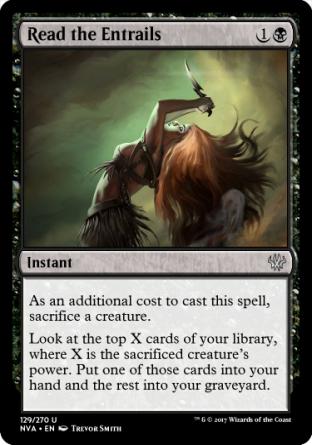 Read the Entrails 1
Instant
As an additional cost to cast this spell,
sacrifice a creature.
Look at the top X cards of your library,
where X is the sacrificed creature's
power. Put one of those cards into your
hand and the rest into your graveyard.
129/270 U
NVA • EN Trevor Smith
™ & © 2017 Wizards of the Coast